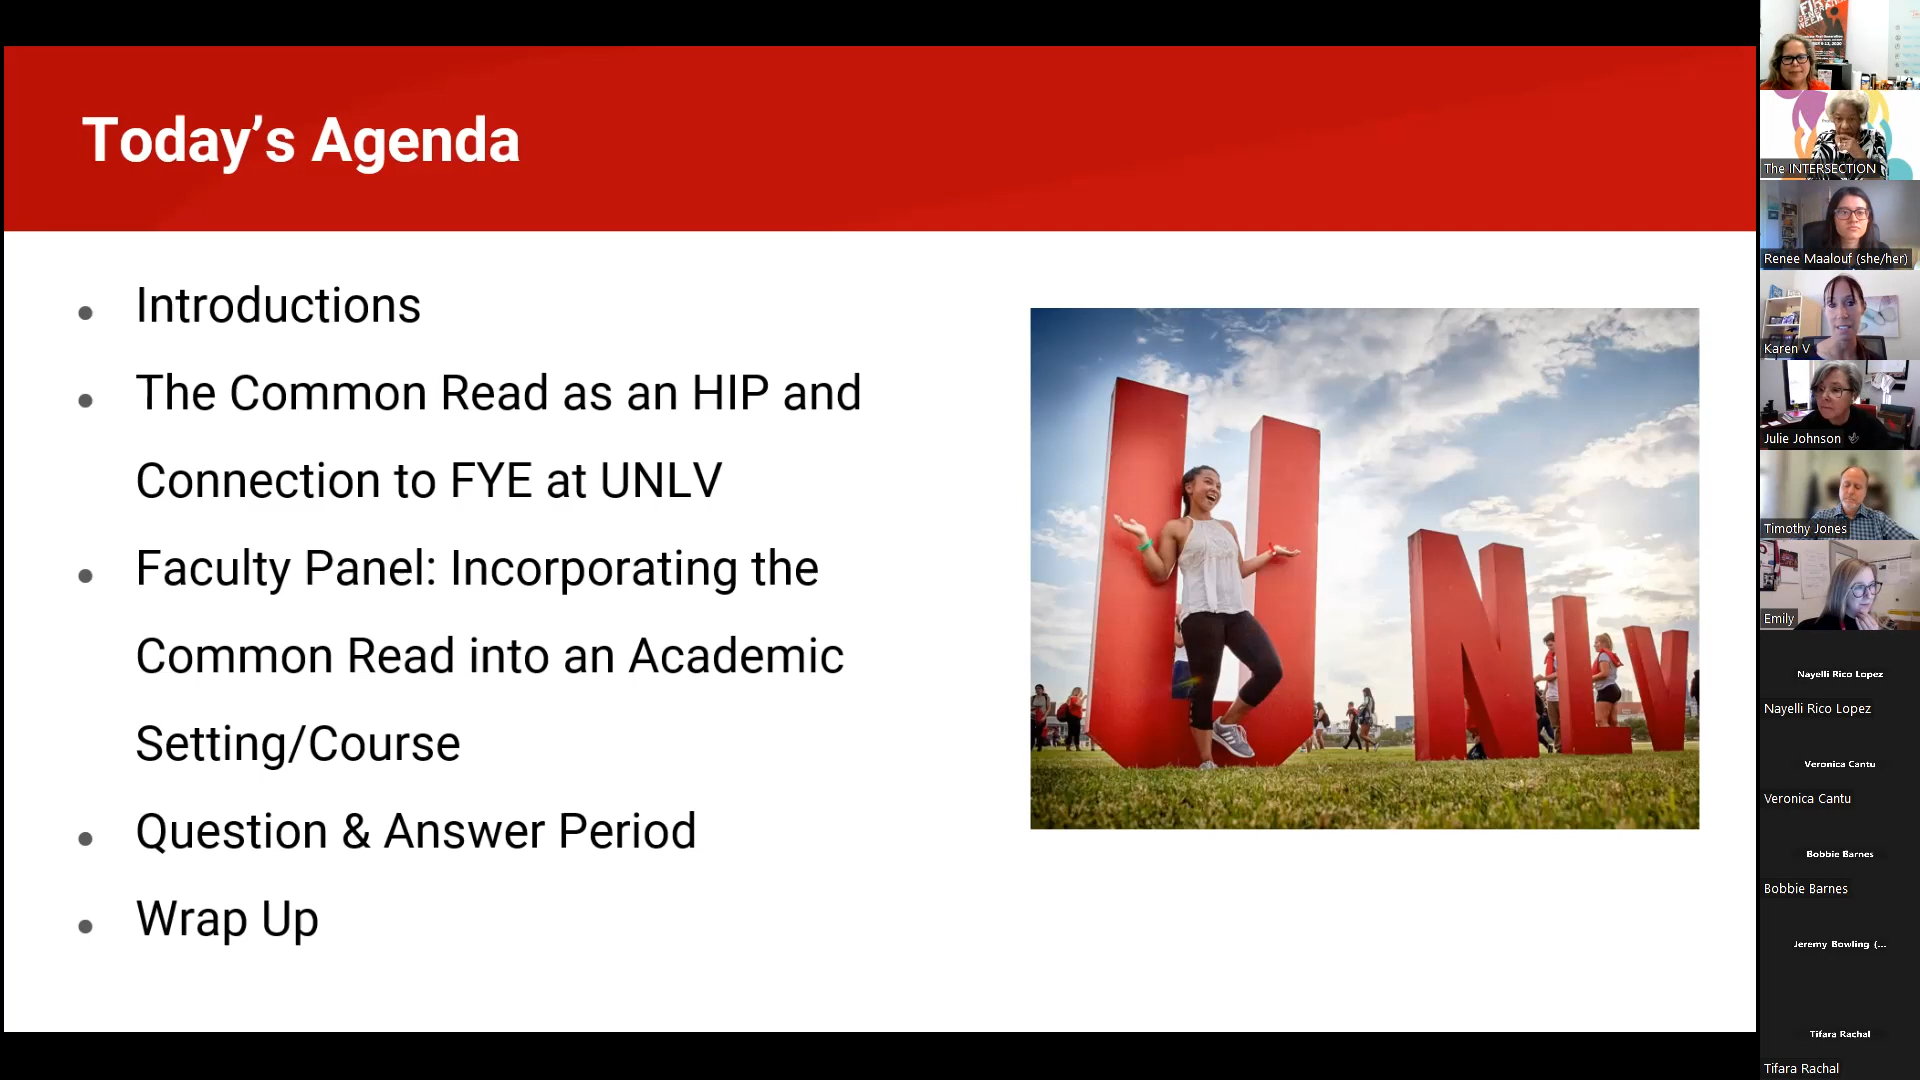 Today's Agenda
● Introductions
● The Common Read as an HIP and
Connection to FYE at UNLV
● Faculty Panel: Incorporating the
Common Read into an Academic
Setting/Course
● Question & Answer Period
● Wrap Up
U N L V
The INTERSECTION
Renee Maalouf (she/her)
Karen V
Julie Johnson
Timothy Jones
Emily
Nayelli Rico Lopez
Nayelli Rico Lopez
Veronica Cantu
Veronica Cantu
Bobbie Barnes
Bobbie Barnes
Jeremy Bowling (...
Tifara Rachal
Tifara Rachal